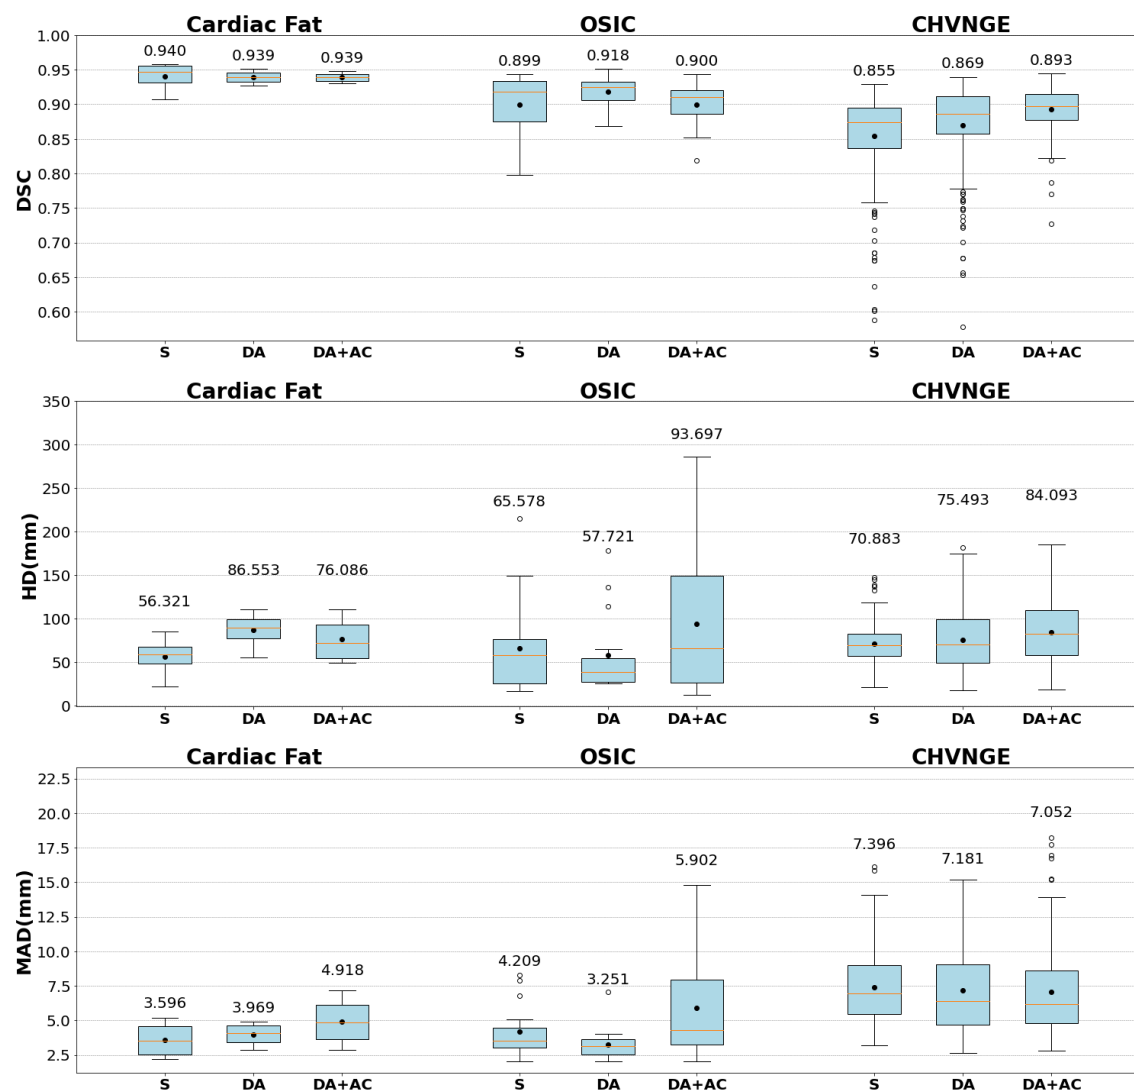 Cardiac Fat OSIC CHVNGE
1.00
0.940 0.939 0.939 0.899 0.918 0.900 0.855 0.869 0.893
0.95
0.90
0.85
0.80
0.75
0.70
0.65
0.60
DSC
S DA DA+AC S DA DA+AC S DA DA+AC
Cardiac Fat OSIC CHVNGE
350
300
250
200
150
100
50
0
HD(mm)
56.321 86.553 76.086 65.578 57.721 93.697 70.883 75.493 84.093
S DA DA+AC S DA DA+AC S DA DA+AC
Cardiac Fat OSIC CHVNGE
22.5
20.0
17.5
15.0
12.5
10.0
7.5
5.0
2.5
MAD(mm)
3.596 3.969 4.918 4.209 3.251 5.902 7.396 7.181 7.052
S DA DA+AC S DA DA+AC S DA DA+AC